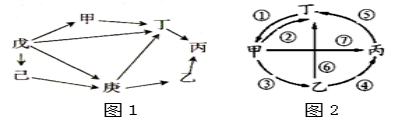 甲 丁
戊 丙
己 庚 乙
图1
丁
① ② ⑤
甲 ⑦ 丙
③ ⑥ ④
乙
图2